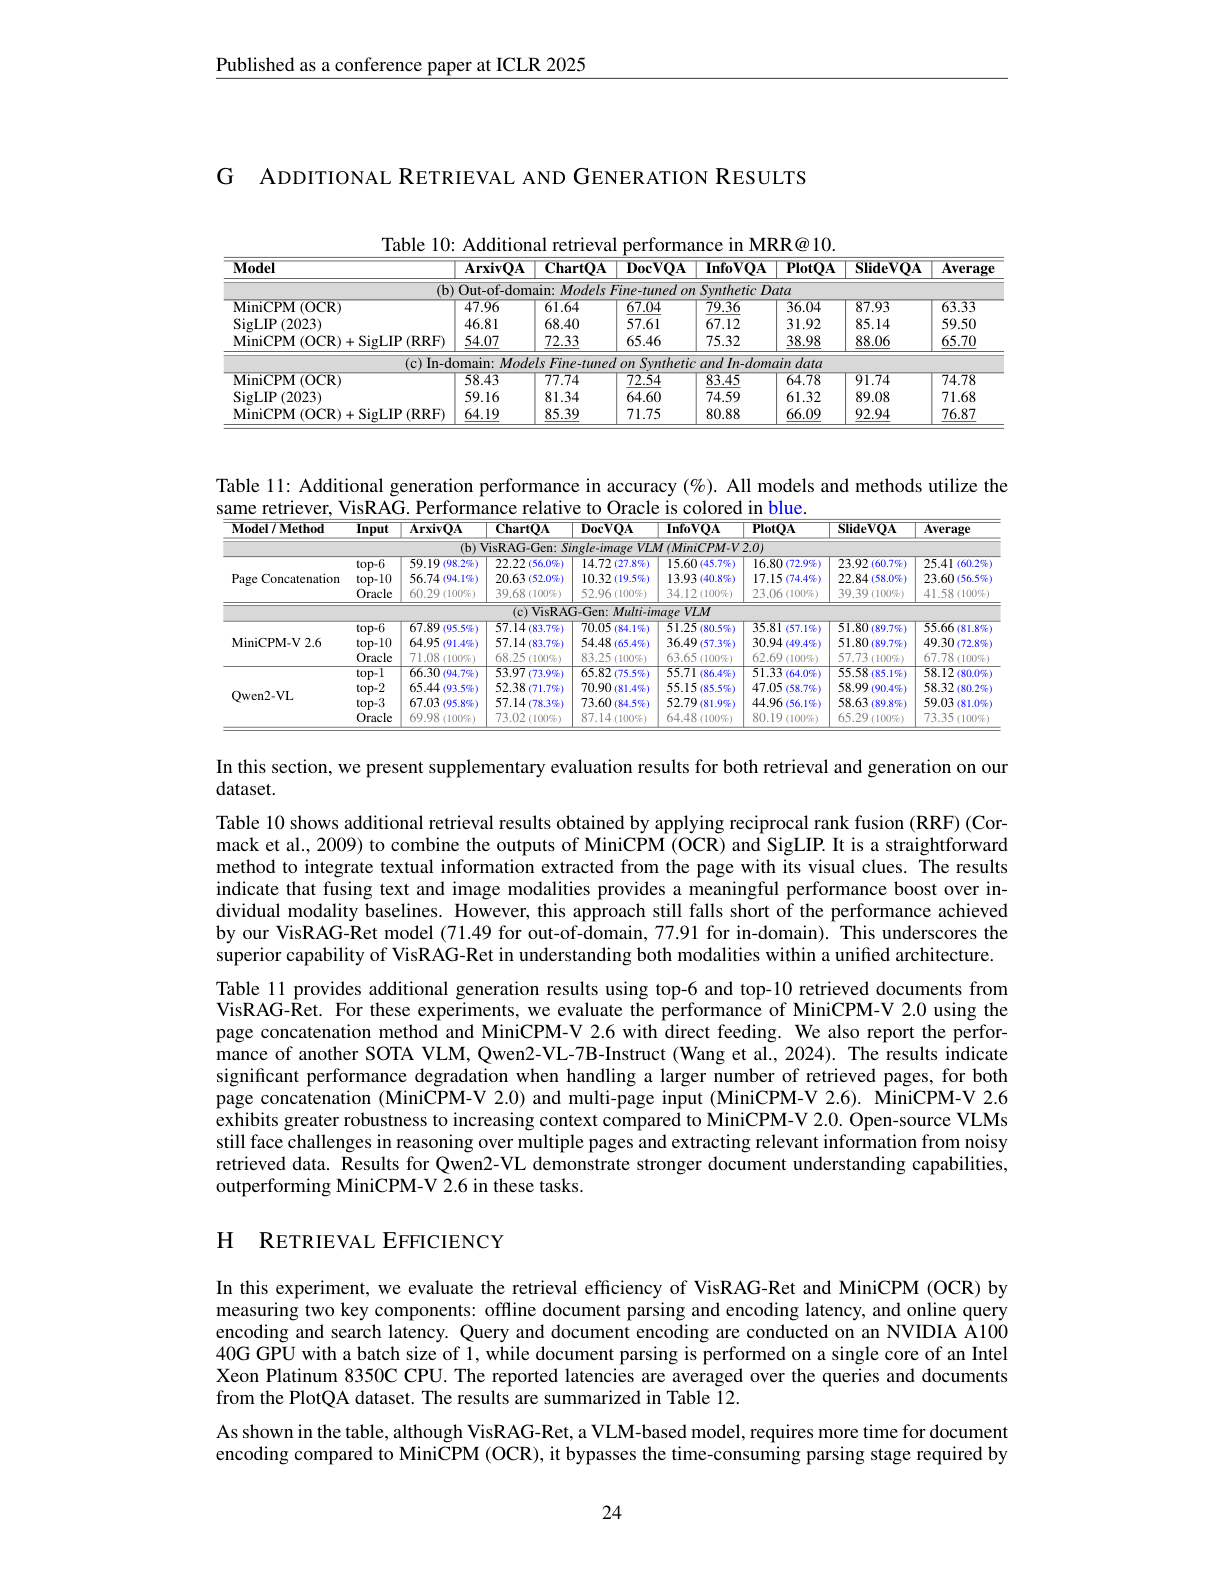 Published as a conference paper at ICLR 2025
G ADDITIONAL RETRIEVAL AND GENERATION RESULTS
Table 10: Additional retrieval performance in MRR@10.
Model ArxivQA ChartQA DocVQA InfoVQA PlotQA SlideVQA Average
(b) Out-of-domain: Models Fine-tuned on Synthetic Data
MiniCPM (OCR) 47.96 61.64 67.04 79.36 36.04 87.93 63.33
SigLIP (2023) 46.81 68.40 57.61 67.12 31.92 85.14 59.50
MiniCPM (OCR) + SigLIP (RRF) 54.07 72.33 65.46 75.32 38.98 88.06 65.70
(c) In-domain: Models Fine-tuned on Synthetic and In-domain data
MiniCPM (OCR) 58.43 77.74 72.54 83.45 64.78 91.74 74.78
SigLIP (2023) 59.16 81.34 64.60 74.59 61.32 89.08 71.68
MiniCPM (OCR) + SigLIP (RRF) 64.19 85.39 71.75 80.88 66.09 92.94 76.87
Table 11: Additional generation performance in accuracy (%). All models and methods utilize the
same retriever, VisRAG. Performance relative to Oracle is colored in blue.
Model / Method Input ArxivQA ChartQA DocVQA InfoVQA PlotQA SlideVQA Average
(b) VisRAG-Gen: Single-image VLM (MiniCPM-V 2.0)
top-6 59.19 (98.2%) 22.22 (56.0%) 14.72 (27.8%) 15.60 (45.7%) 16.80 (72.9%) 23.92 (60.7%) 25.41 (60.2%)
Page Concatenation top-10 56.74 (94.1%) 20.63 (52.0%) 10.32 (19.5%) 13.93 (40.8%) 17.15 (74.4%) 22.84 (58.0%) 23.60 (56.5%)
Oracle 60.29 (100%) 39.68 (100%) 52.96 (100%) 34.12 (100%) 23.06 (100%) 39.39 (100%) 41.58 (100%)
(c) VisRAG-Gen: Multi-image VLM
top-6 67.89 (95.5%) 57.14 (83.7%) 70.05 (84.1%) 51.25 (80.5%) 35.81 (57.1%) 51.80 (89.7%) 55.66 (81.8%)
MiniCPM-V 2.6 top-10 64.95 (91.4%) 57.14 (83.7%) 54.48 (65.4%) 36.49 (57.3%) 30.94 (49.4%) 51.80 (89.7%) 49.30 (72.8%)
Oracle 71.08 (100%) 68.25 (100%) 83.25 (100%) 63.65 (100%) 62.69 (100%) 57.73 (100%) 67.78 (100%)
top-1 66.30 (94.7%) 53.97 (73.9%) 65.82 (75.5%) 55.71 (86.4%) 51.33 (64.0%) 55.58 (85.1%) 58.12 (80.0%)
Qwen2-VL top-2 65.44 (93.5%) 52.38 (71.7%) 70.90 (81.4%) 55.15 (85.5%) 47.05 (58.7%) 58.99 (90.4%) 58.32 (80.2%)
top-3 67.03 (95.8%) 57.14 (78.3%) 73.60 (84.5%) 52.79 (81.9%) 44.96 (56.1%) 58.63 (89.8%) 59.03 (81.0%)
Oracle 69.98 (100%) 73.02 (100%) 87.14 (100%) 64.48 (100%) 80.19 (100%) 65.29 (100%) 73.35 (100%)
In this section, we present supplementary evaluation results for both retrieval and generation on our
dataset.
Table 10 shows additional retrieval results obtained by applying reciprocal rank fusion (RRF) (Cor-
mack et al., 2009) to combine the outputs of MiniCPM (OCR) and SigLIP. It is a straightforward
method to integrate textual information extracted from the page with its visual clues. The results
indicate that fusing text and image modalities provides a meaningful performance boost over in-
dividual modality baselines. However, this approach still falls short of the performance achieved
by our VisRAG-Ret model (71.49 for out-of-domain, 77.91 for in-domain). This underscores the
superior capability of VisRAG-Ret in understanding both modalities within a unified architecture.
Table 11 provides additional generation results using top-6 and top-10 retrieved documents from
VisRAG-Ret. For these experiments, we evaluate the performance of MiniCPM-V 2.0 using the
page concatenation method and MiniCPM-V 2.6 with direct feeding. We also report the perfor-
mance of another SOTA VLM, Qwen2-VL-7B-Instruct (Wang et al., 2024). The results indicate
significant performance degradation when handling a larger number of retrieved pages, for both
page concatenation (MiniCPM-V 2.0) and multi-page input (MiniCPM-V 2.6). MiniCPM-V 2.6
exhibits greater robustness to increasing context compared to MiniCPM-V 2.0. Open-source VLMs
still face challenges in reasoning over multiple pages and extracting relevant information from noisy
retrieved data. Results for Qwen2-VL demonstrate stronger document understanding capabilities,
outperforming MiniCPM-V 2.6 in these tasks.
H RETRIEVAL EFFICIENCY
In this experiment, we evaluate the retrieval efficiency of VisRAG-Ret and MiniCPM (OCR) by
measuring two key components: offline document parsing and encoding latency, and online query
encoding and search latency. Query and document encoding are conducted on an NVIDIA A100
40G GPU with a batch size of 1, while document parsing is performed on a single core of an Intel
Xeon Platinum 8350C CPU. The reported latencies are averaged over the queries and documents
from the PlotQA dataset. The results are summarized in Table 12.
As shown in the table, although VisRAG-Ret, a VLM-based model, requires more time for document
encoding compared to MiniCPM (OCR), it bypasses the time-consuming parsing stage required by
24